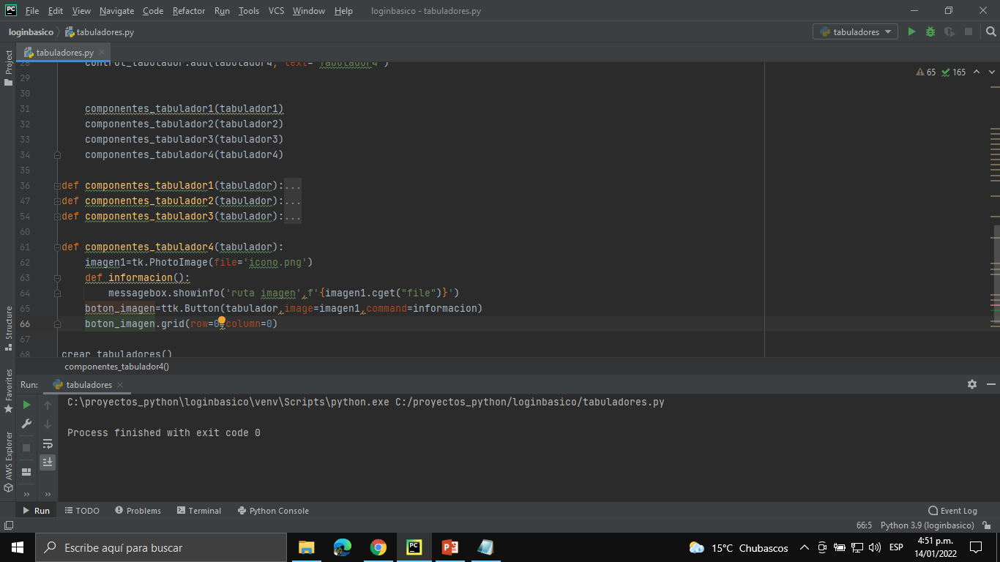 PC File Edit View Navigate Code Refactor Run Tools VCS Window Help loginbasico - tabuladores.py
loginbasico tabuladores.py tabuladores
Project
tabuladores.py
28 control_tabulador.add(tabulador4, text='Tabulador4')
65 165
29
30
31 componentes_tabulador1(tabulador1)
32 componentes_tabulador2(tabulador2)
33 componentes_tabulador3(tabulador3)
34 componentes_tabulador4(tabulador4)
35
36 def componentes_tabulador1(tabulador):...
47 def componentes_tabulador2(tabulador):...
54 def componentes_tabulador3(tabulador):...
60
61 def componentes_tabulador4(tabulador):
62 imagen1=tk.PhotoImage(file='icono.png')
63 def informacion():
64 messagebox.showinfo('ruta imagen',f'{imagen1.cget("file")}')
65 boton_imagen=ttk.Button(tabulador,image=imagen1,command=informacion)
66 boton_imagen.grid(row=0,column=0)
67
68 crear_tabuladores()
componentes_tabulador4()
Structure
Favorites
AWS Explorer
Run: tabuladores
C:\proyectos_python\loginbasico\venv\Scripts\python.exe C:/proyectos_python/loginbasico/tabuladores.py
Process finished with exit code 0
Run TODO Problems Terminal Python Console Event Log
66:5 Python 3.9 (loginbasico)
Escribe aquí para buscar
PC
15°C Chubascos ESP
4:51 p.m.
14/01/2022